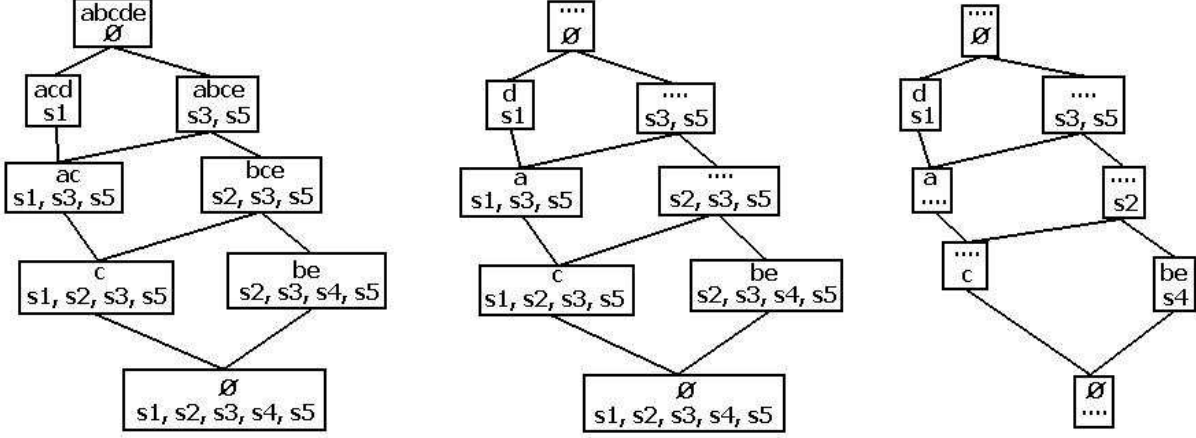 abcde
Ø
acd
s1
abce
s3, s5
ac
s1, s3, s5
bce
s2, s3, s5
c
s1, s2, s3, s5
be
s2, s3, s4, s5
Ø
s1, s2, s3, s4, s5
....
Ø
d
s1
....
s3, s5
a
s1, s3, s5
....
s2, s3, s5
c
s1, s2, s3, s5
be
s2, s3, s4, s5
Ø
s1, s2, s3, s4, s5
....
Ø
d
s1
....
s3, s5
a
....
....
s2
....
c
be
s4
Ø
....